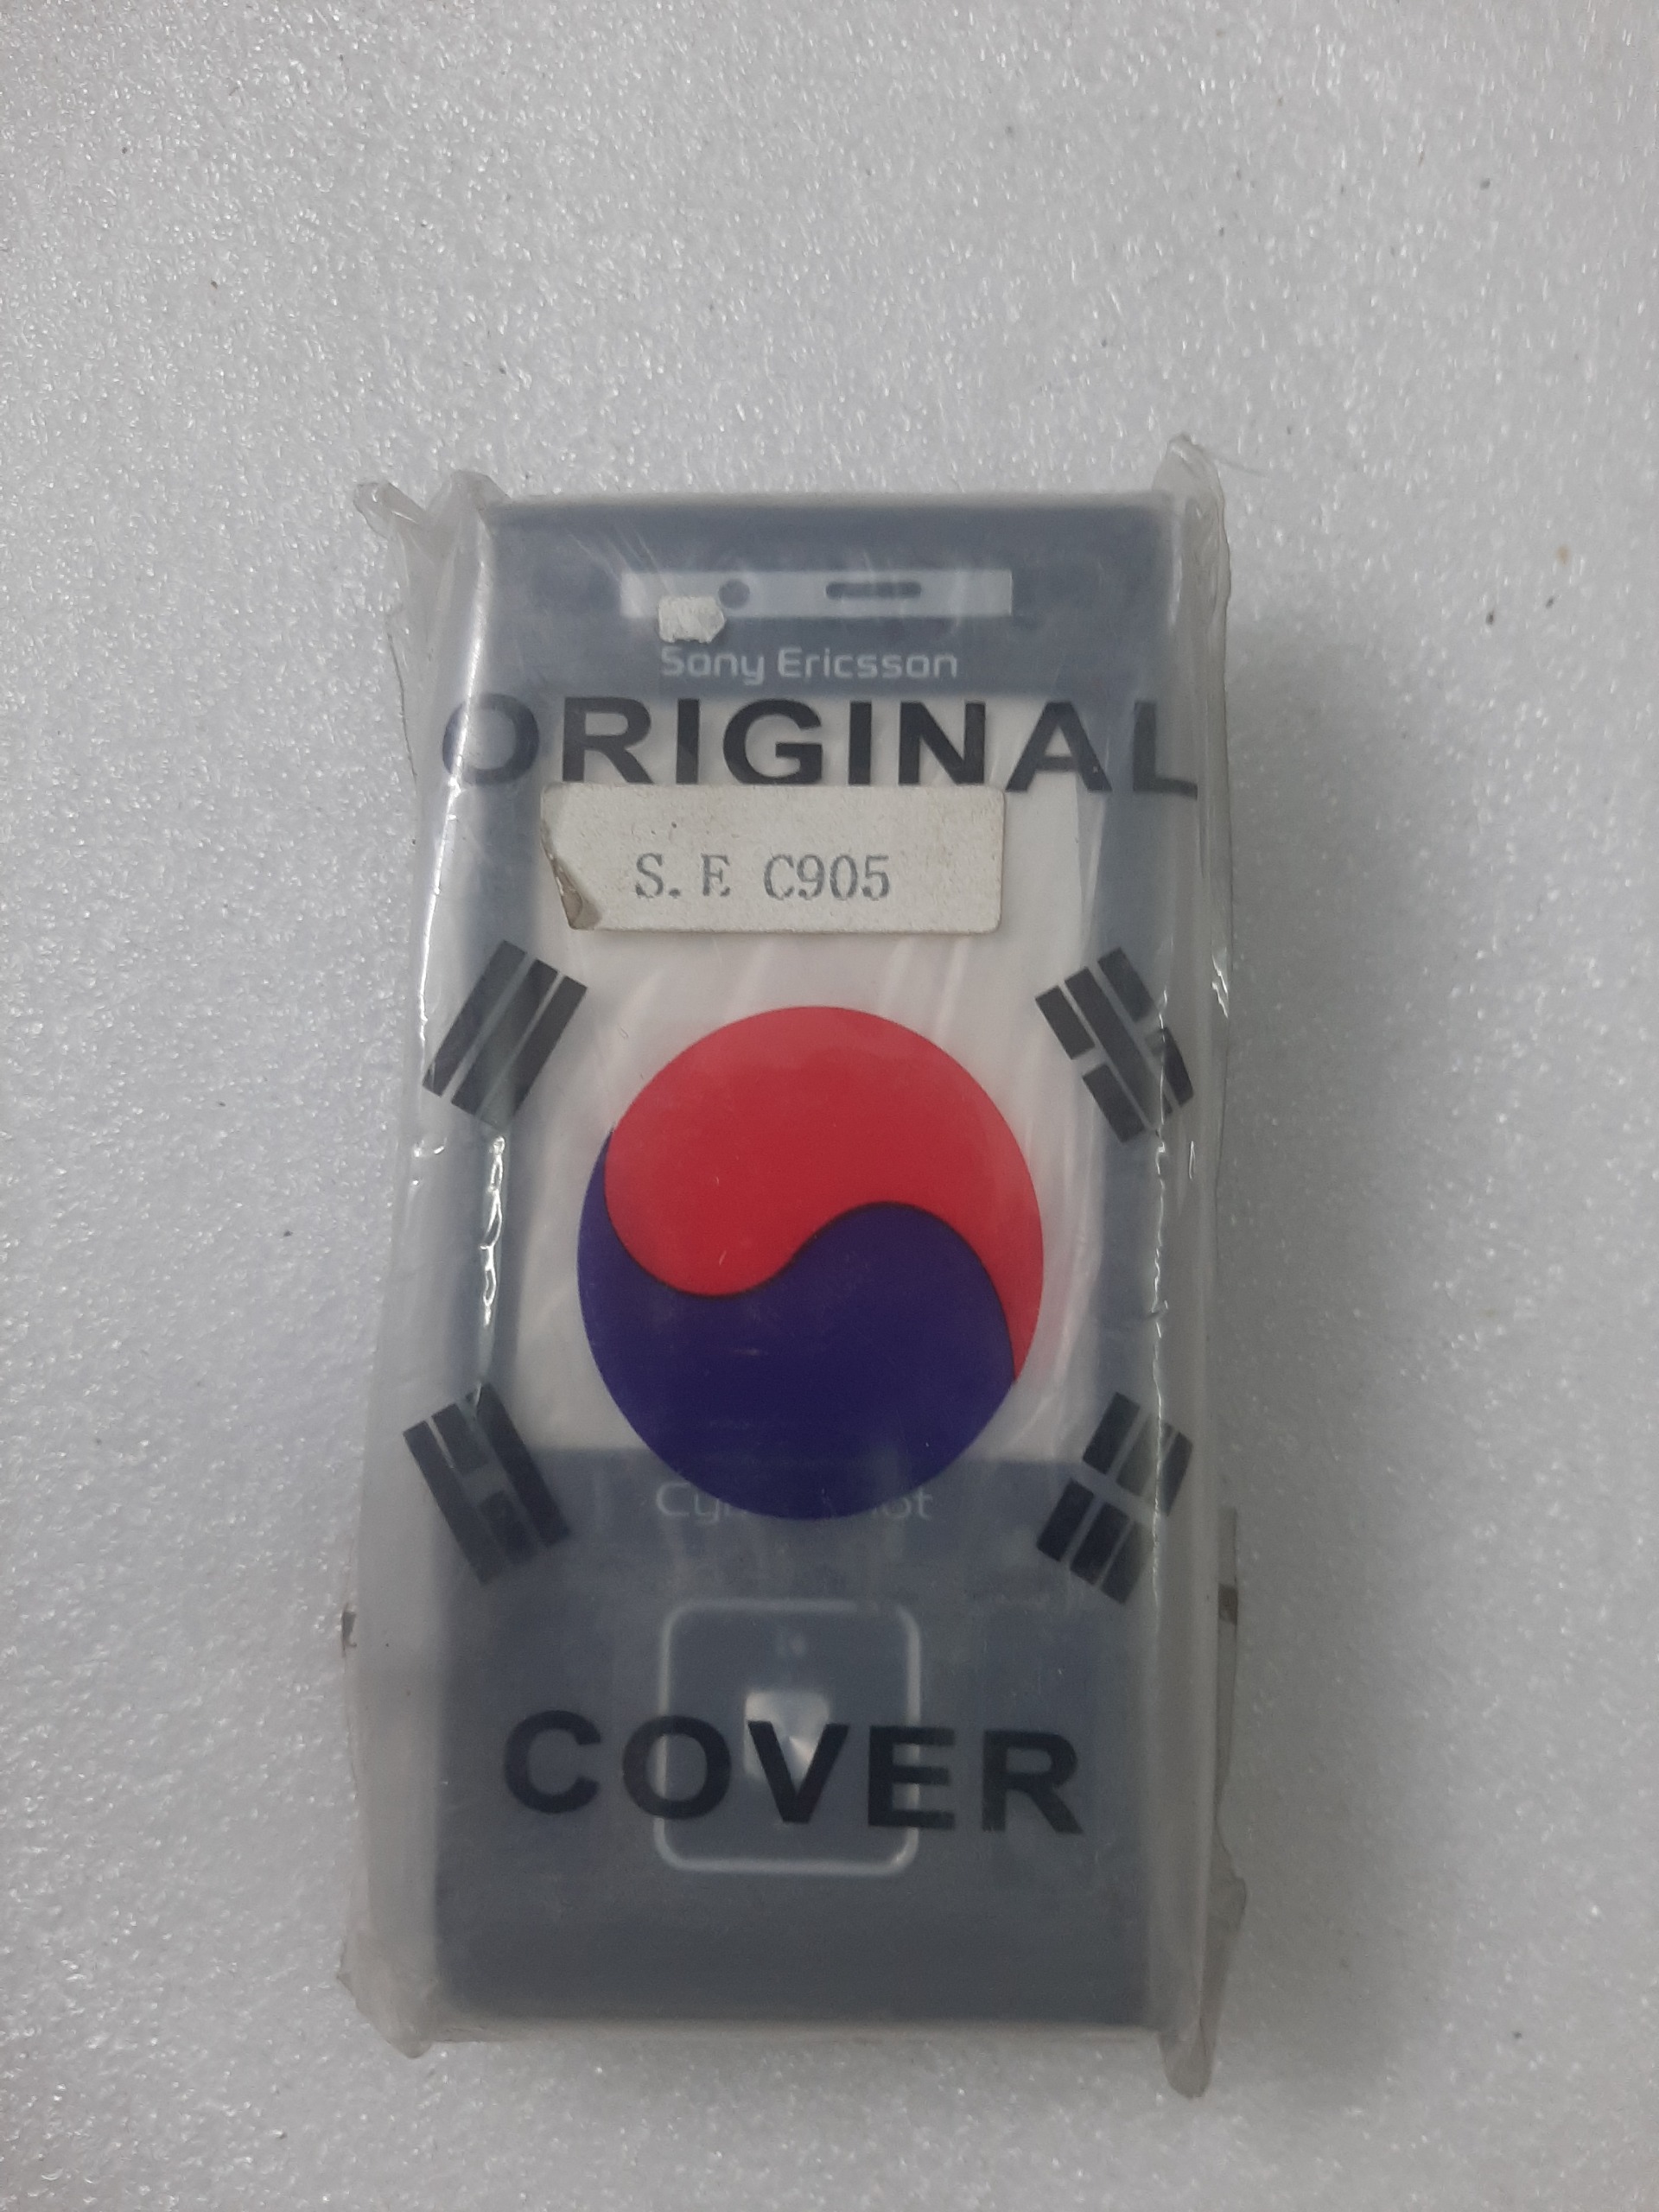 Sony Ericsson
ORIGINAL
S.E C905
COVER